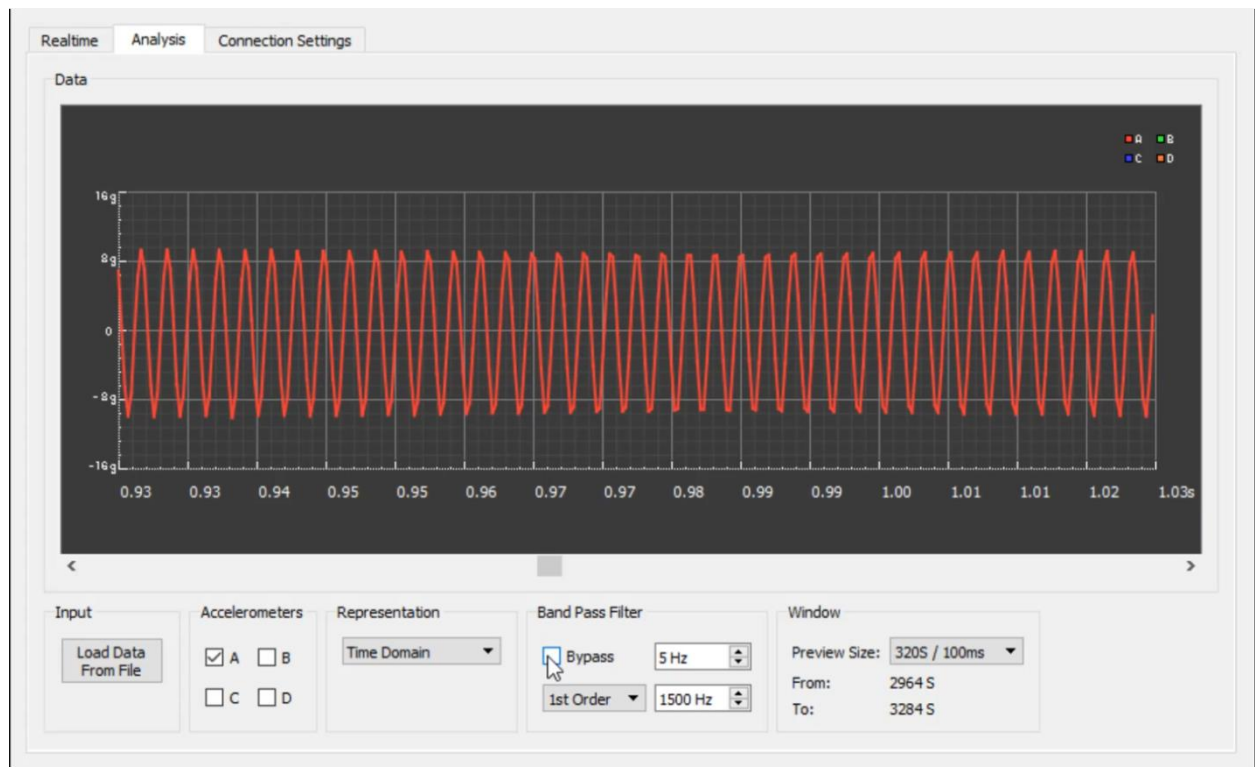 Realtime Analysis Connection Settings
Data
A B
C D
16g
8g
0
-8g
-16g
0.93 0.93 0.94 0.95 0.95 0.96 0.97 0.97 0.98 0.99 0.99 1.00 1.01 1.01 1.02 1.03s
Input
Load Data
From File
Accelerometers
A B
C D
Representation
Time Domain
Band Pass Filter
Bypass 5 Hz
1st Order 1500 Hz
Window
Preview Size: 320S / 100ms
From: 2964 S
To: 3284 S